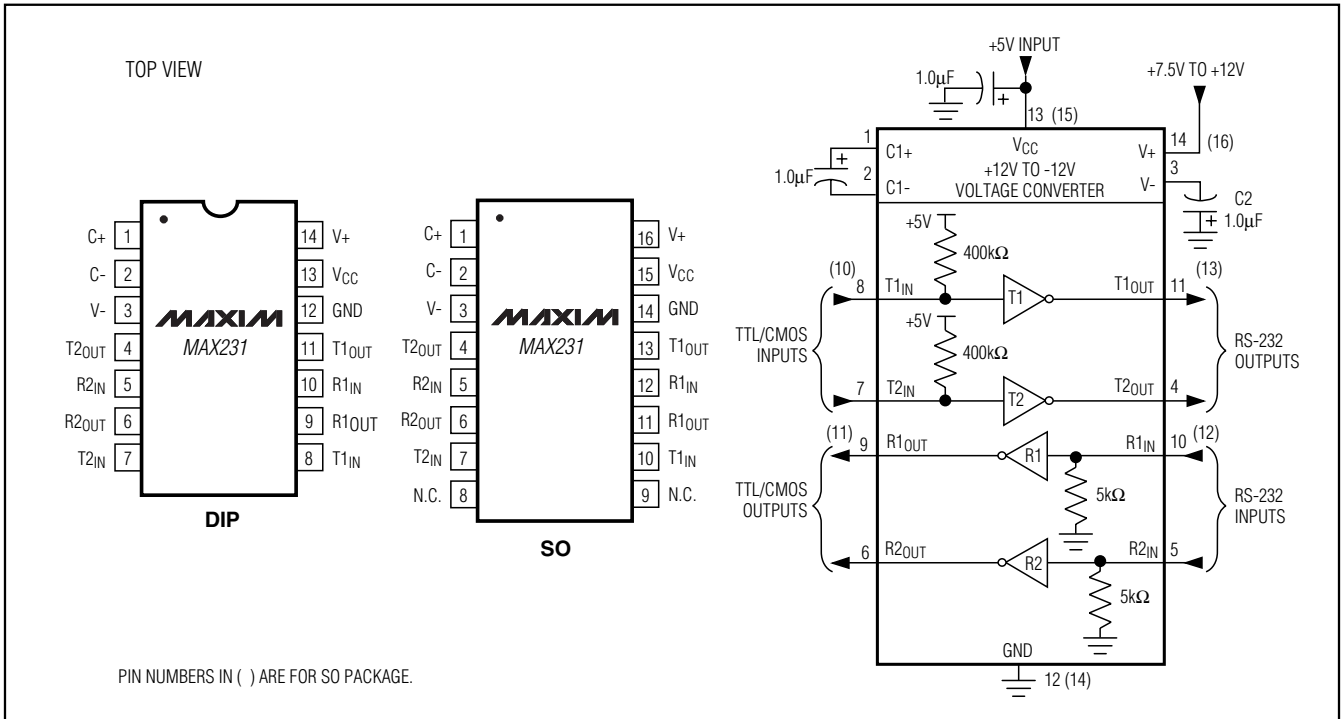 TOP VIEW
C+ 1
C- 2
V- 3
T2OUT 4
R2IN 5
R2OUT 6
T2IN 7
14 V+
13 VCC
12 GND
11 T1OUT
10 R1IN
9 R1OUT
8 T1IN
MAXIM
MAX231
DIP
C+ 1
C- 2
V- 3
T2OUT 4
R2IN 5
R2OUT 6
T2IN 7
N.C. 8
16 V+
15 VCC
14 GND
13 T1OUT
12 R1IN
11 R1OUT
10 T1IN
9 N.C.
MAXIM
MAX231
SO
+5V INPUT
+7.5V TO +12V
1.0µF
+
13 (15)
1
C1+
VCC
V+
14
(16)
+
1.0µF
2
C1-
+12V TO -12V
VOLTAGE CONVERTER
V-
3
C2
+ 1.0µF
+5V
400kΩ
(10)
8
T1IN
T1
T1OUT
11
(13)
TTL/CMOS
INPUTS
+5V
400kΩ
RS-232
OUTPUTS
7
T2IN
T2
T2OUT
4
(11)
9
R1OUT
R1
R1IN
10
(12)
TTL/CMOS
OUTPUTS
5kΩ
RS-232
INPUTS
6
R2OUT
R2
R2IN
5
5kΩ
GND
12 (14)
PIN NUMBERS IN ( ) ARE FOR SO PACKAGE.